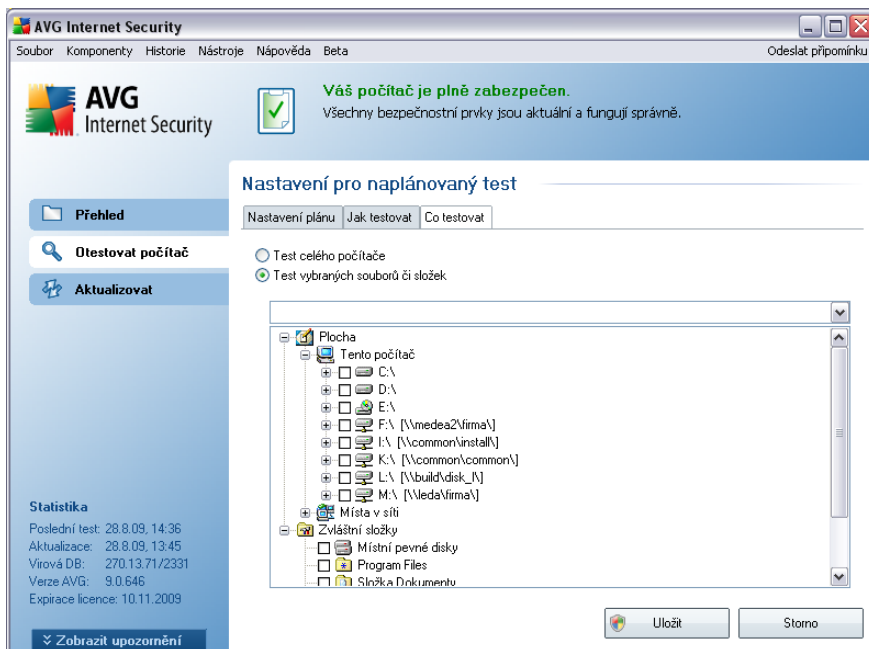 AVG Internet Security
Soubor Komponenty Historie Nástroje Nápověda Beta Odeslat připomínku
AVG
Internet Security
Váš počítač je plně zabezpečen.
Všechny bezpečnostní prvky jsou aktuální a fungují správně.
Nastavení pro naplánovaný test
Přehled
Otestovat počítač
Aktualizovat
Nastavení plánu Jak testovat Co testovat
Test celého počítače
Test vybraných souborů či složek
Plocha
Tento počítač
C:\
D:\
E:\
F:\ [\\medea2\firma\]
I:\ [\\common\install\]
K:\ [\\common\common\]
L:\ [\\build\disk_l\]
M:\ [\\leda\firma\]
Místa v síti
Zvláštní složky
Místní pevné disky
Program Files
Složka Dokumenty
Statistika
Poslední test: 28.8.09, 14:36
Aktualizace: 28.8.09, 13:45
Virová DB: 270.13.71/2331
Verze AVG: 9.0.646
Expirace licence: 10.11.2009
Zobrazit upozornění
Uložit Storno